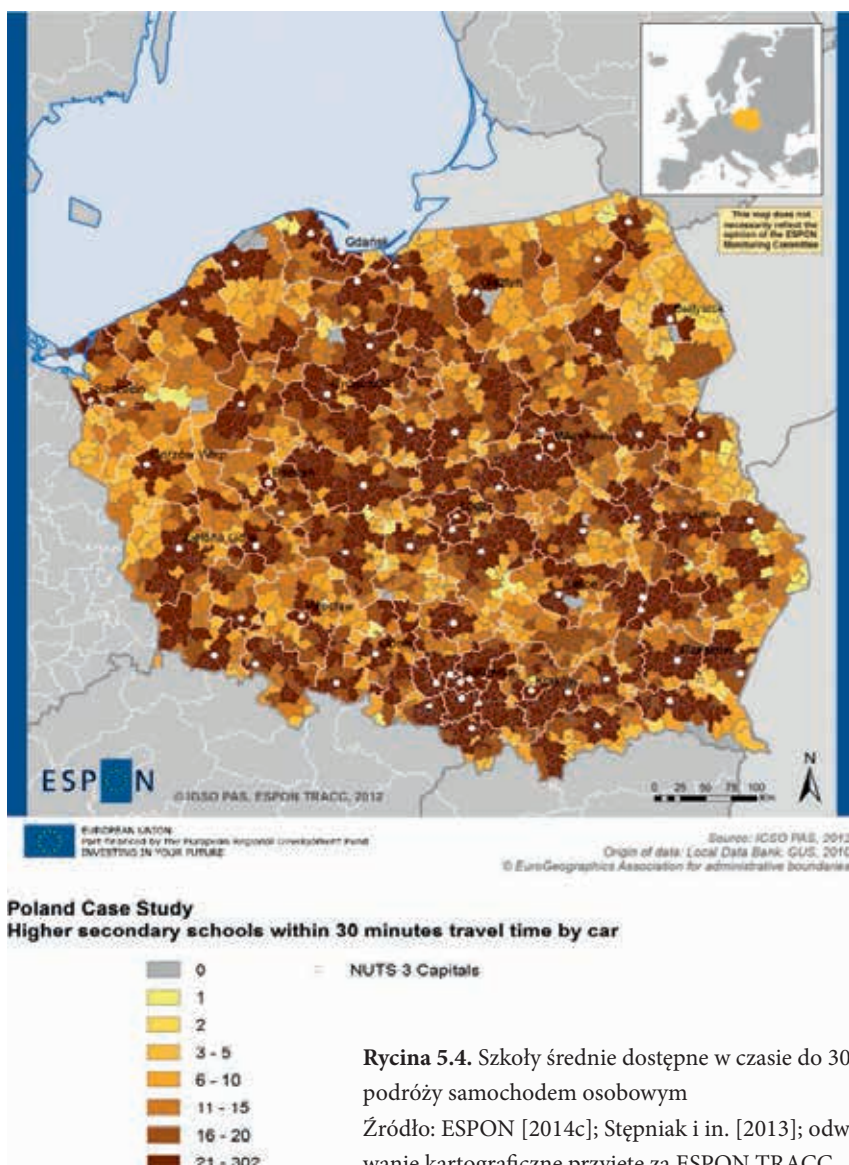 This map does not
necessarily reflect the
opinion of the ESPON
Monitoring Committee
Gdańsk
Olsztyn
Białystok
Szczecin
Gorzów Wlkp
Poznań
Zielona Góra
Wrocław
Kielce
Rzeszów
Kraków
ESPON
© IGSO PAS, ESPON TRACC, 2012
N
0 25 50 75 100
EUROPEAN UNION
Part-financed by the European Regional Development Fund
INVESTING IN YOUR FUTURE
Source: IGSO PAS, 2012
Origin of data: Local Data Bank, GUS, 2010
© EuroGeographics Association for administrative boundaries
Poland Case Study
Higher secondary schools within 30 minutes travel time by car
0
NUTS 3 Capitals
1
2
3 - 5
6 - 10
11 - 15
16 - 20
21 - 302
Rycina 5.4. Szkoły średnie dostępne w czasie do 30
podróży samochodem osobowym
Źródło: ESPON [2014c]; Stępniak i in. [2013]; odw
wanie kartograficzne przyjęte za ESPON TRACC